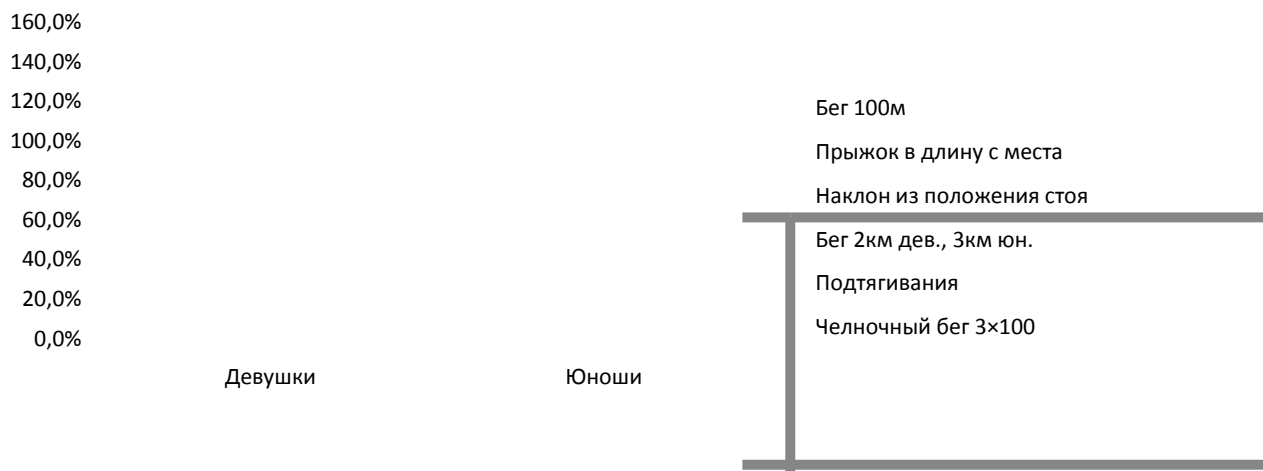 160,0%
140,0%
120,0%
100,0%
80,0%
60,0%
40,0%
20,0%
0,0%
Девушки Юноши
Бег 100м
Прыжок в длину с места
Наклон из положения стоя
Бег 2км дев., 3км юн.
Подтягивания
Челночный бег 3×100